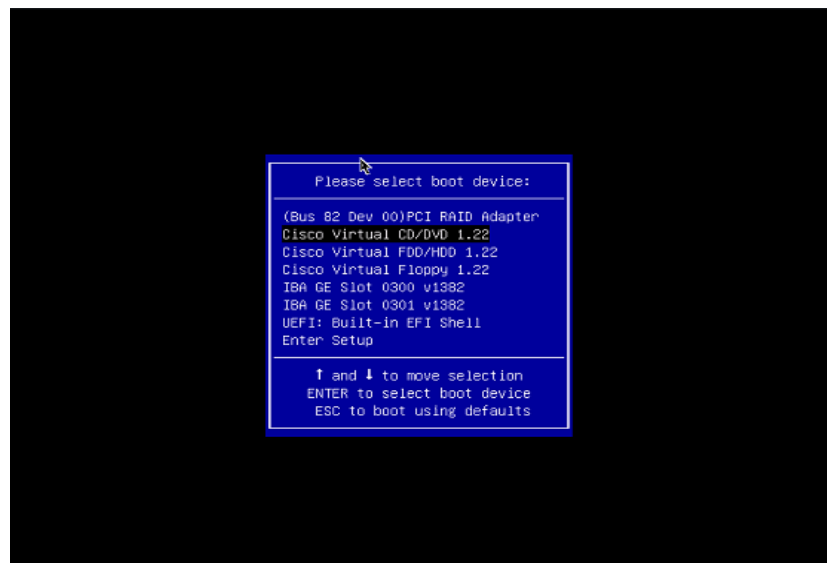 Please select boot device:
(Bus 82 Dev 00)PCI RAID Adapter
Cisco Virtual CD/DVD 1.22
Cisco Virtual FDD/HDD 1.22
Cisco Virtual Floppy 1.22
IBA GE Slot 0300 v1382
IBA GE Slot 0301 v1382
UEFI: Built-in EFI Shell
Enter Setup
↑ and ↓ to move selection
ENTER to select boot device
ESC to boot using defaults